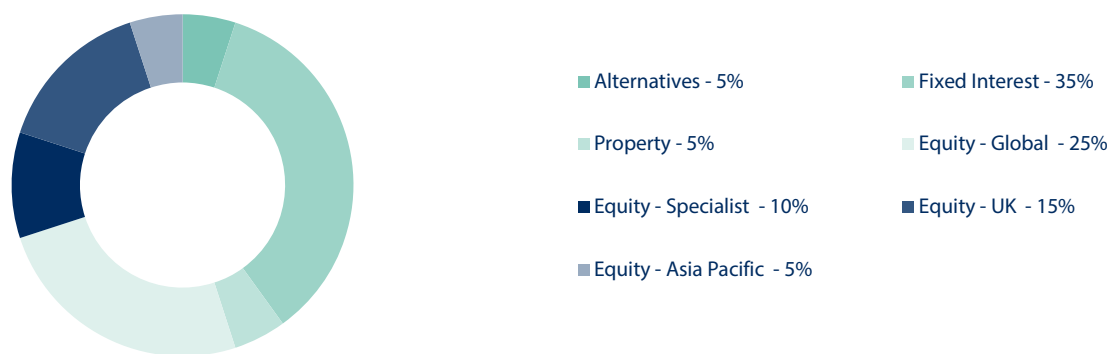 Alternatives - 5%
Fixed Interest - 35%
Property - 5%
Equity - Global  - 25%
Equity - Specialist  - 10%
Equity - UK  - 15%
Equity - Asia Pacific  - 5%